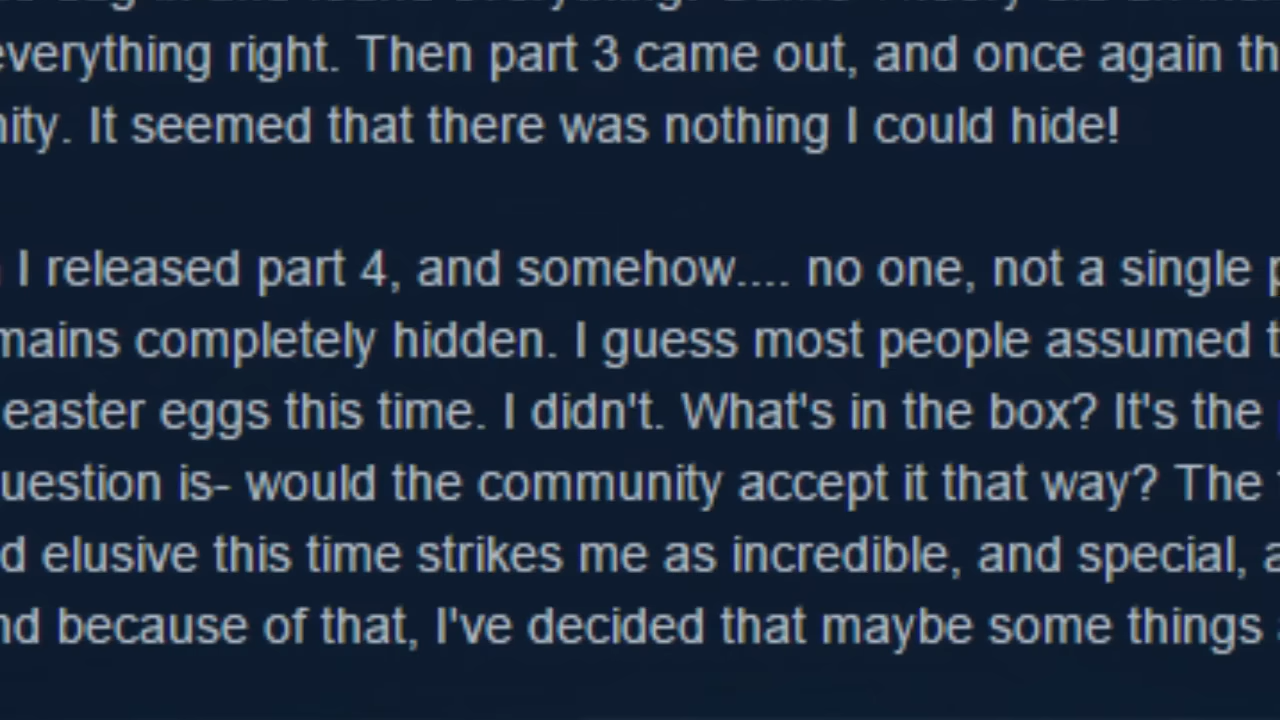 everything right. Then part 3 came out, and once again th
nity. It seemed that there was nothing I could hide!
I released part 4, and somehow.... no one, not a single p
mains completely hidden. I guess most people assumed t
easter eggs this time. I didn't. What's in the box? It's the
uestion is- would the community accept it that way? The
d elusive this time strikes me as incredible, and special, a
nd because of that, I've decided that maybe some things